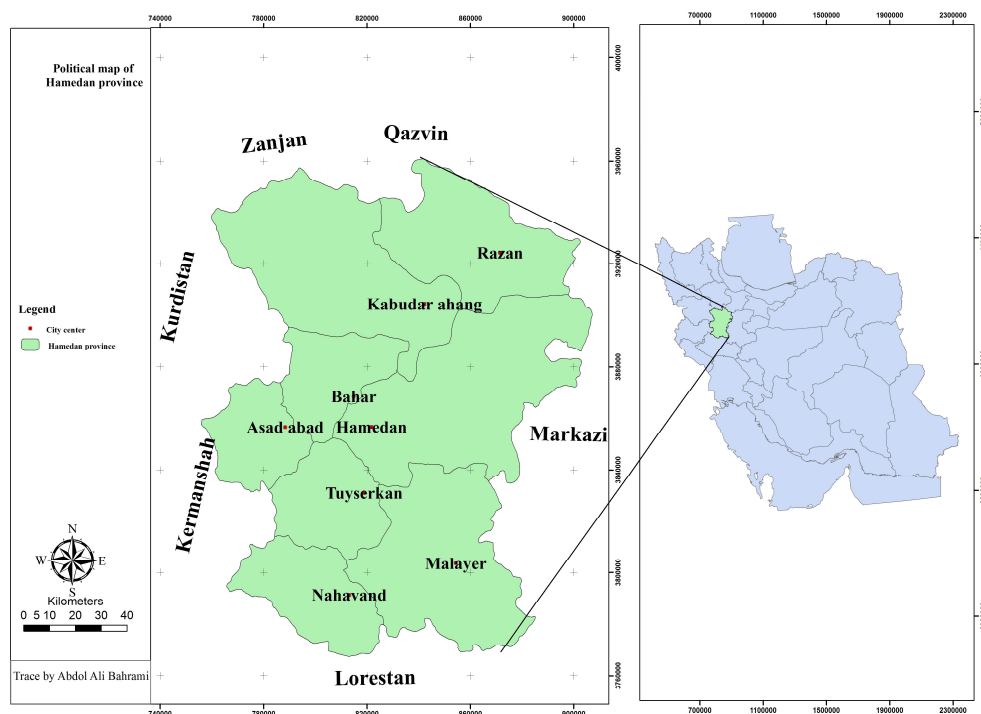 740000 780000 820000 860000 900000
700000 1100000 1500000 1900000 2300000
Political map of
Hamedan province
4000000
3960000
3920000
3880000
3840000
3800000
3760000
Zanjan
Qazvin
Kurdistan
Razan
Kabudar ahang
Bahar
Asad abad
Hamedan
Markazi
Kermanshah
Tuyserkan
Malayer
Nahavand
Lorestan
Legend
City center
Hamedan province
N
W E
S
Kilometers
0 5 10 20 30 40
Trace by Abdol Ali Bahrami
740000 780000 820000 860000 900000
700000 1100000 1500000 1900000 2300000